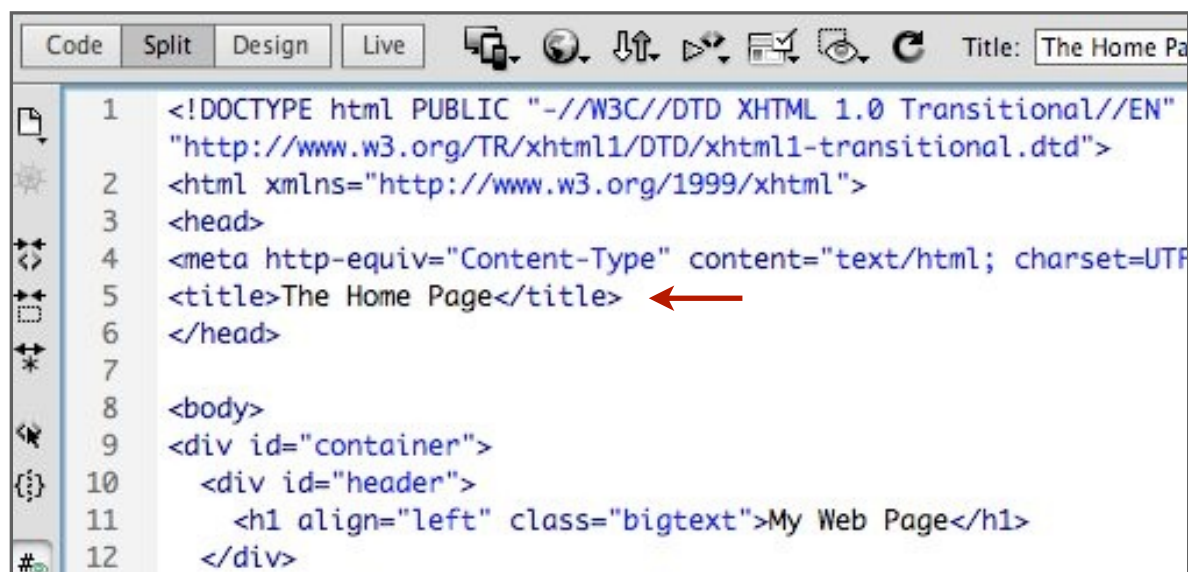 Code Split Design Live Title: The Home Pa
1 <!DOCTYPE html PUBLIC "-//W3C//DTD XHTML 1.0 Transitional//EN"
"http://www.w3.org/TR/xhtml1/DTD/xhtml1-transitional.dtd">
2 <html xmlns="http://www.w3.org/1999/xhtml">
3 <head>
4 <meta http-equiv="Content-Type" content="text/html; charset=UTF
5 <title>The Home Page</title>
6 </head>
7
8 <body>
9 <div id="container">
10 <div id="header">
11 <h1 align="left" class="bigtext">My Web Page</h1>
12 </div>